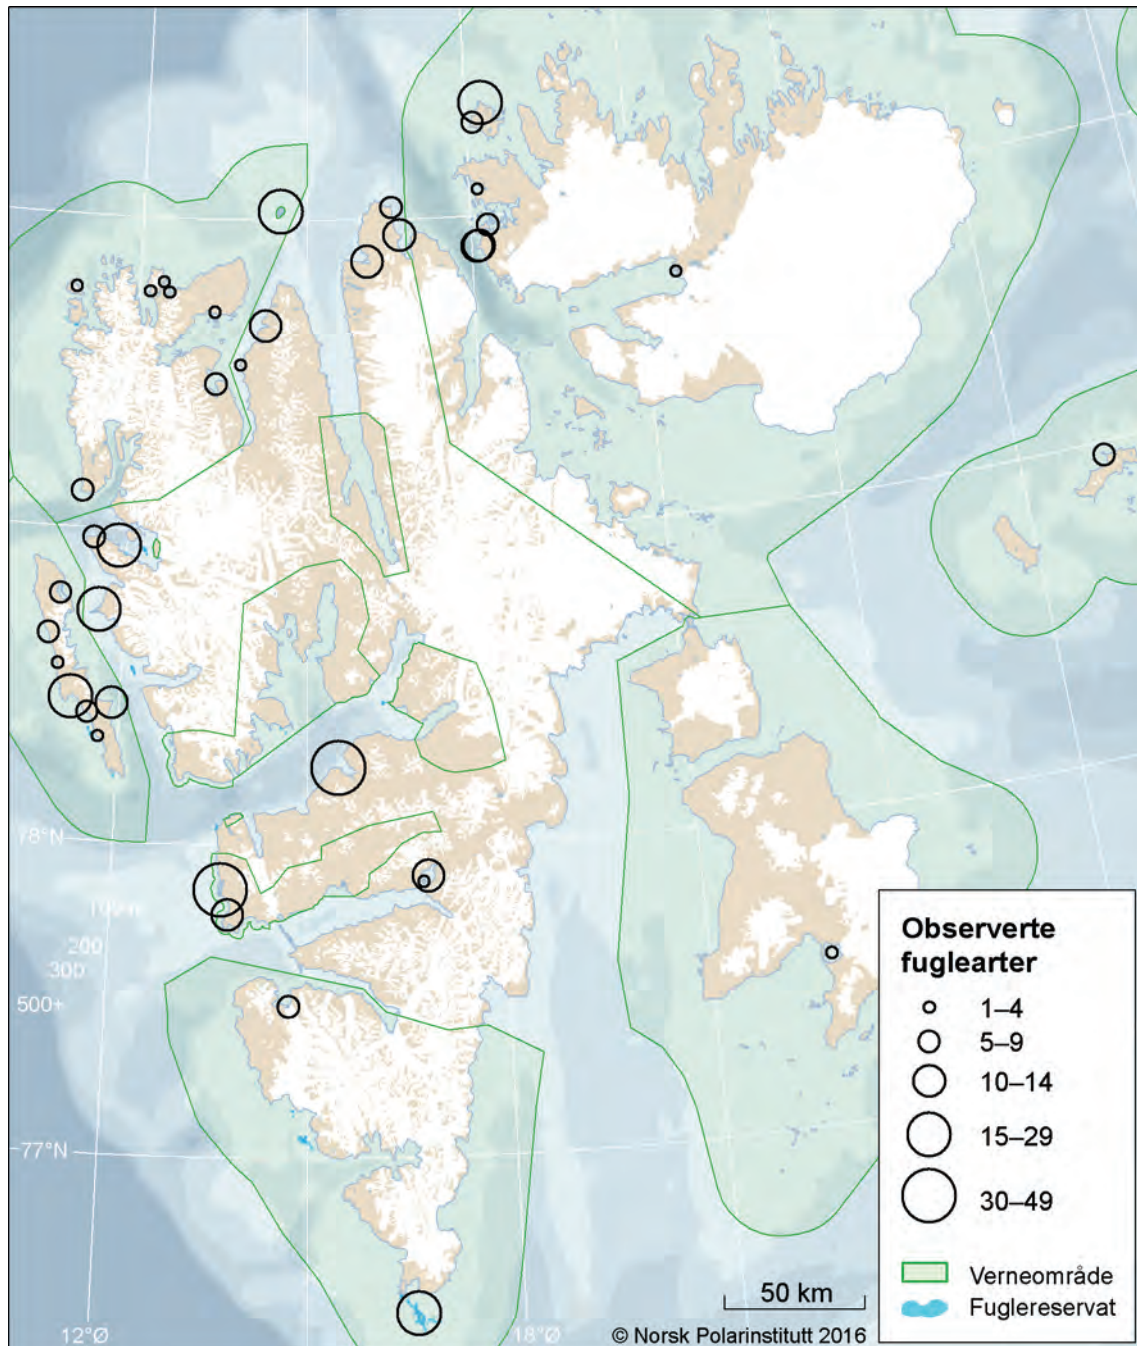 78°N
100 m
200
300
500+
77°N
12°Ø
18°Ø
50 km
© Norsk Polarinstitutt 2016
Observerte
fuglearter
1–4
5–9
10–14
15–29
30–49
Verneområde
Fuglereservat